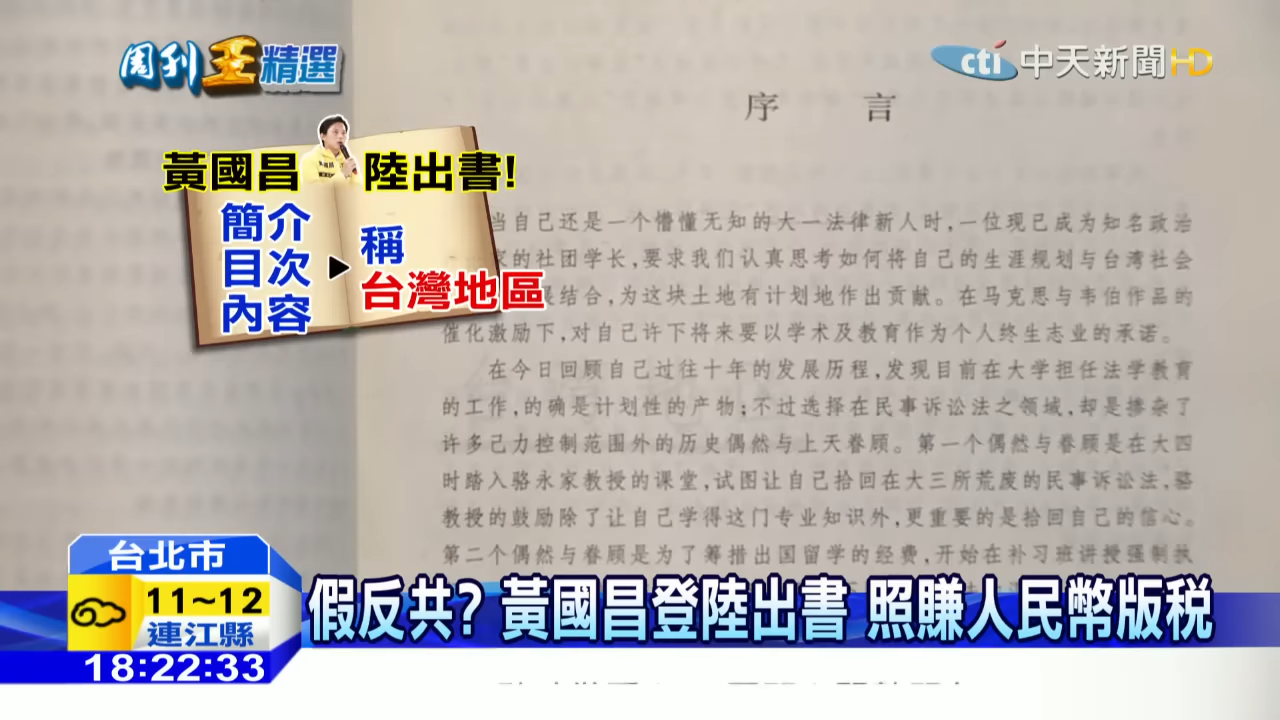 周刊王精選
cti 中天新聞HD
序 言
黃國昌 陸出書!
簡介
目次
內容
稱
台灣地區
当自己还是一个懵懂无知的大一法律新人时,一位现已成为知名政治
家的社团学长,要求我们认真思考如何将自己的生涯规划与台湾社会
展结合,为这块土地有计划地作出贡献。在马克思与韦伯作品的
催化激励下,对自己许下将来要以学术及教育作为个人终生志业的承诺。
在今日回顾自己过往十年的发展历程,发现目前在大学担任法学教育
的工作,的确是计划性的产物;不过选择在民事诉讼法之领域,却是掺杂了
许多己力控制范围外的历史偶然与上天眷顾。第一个偶然与眷顾是在大四
时踏入骆永家教授的课堂,试图让自己拾回在大三所荒废的民事诉讼法,骆
教授的鼓励除了让自己学得这门专业知识外,更重要的是拾回自己的信心。
第二个偶然与眷顾是为了筹措出国留学的经费,开始在补习班讲授强制执
台北市
11~12
連江縣
18:22:33
假反共? 黃國昌登陸出書 照賺人民幣版税